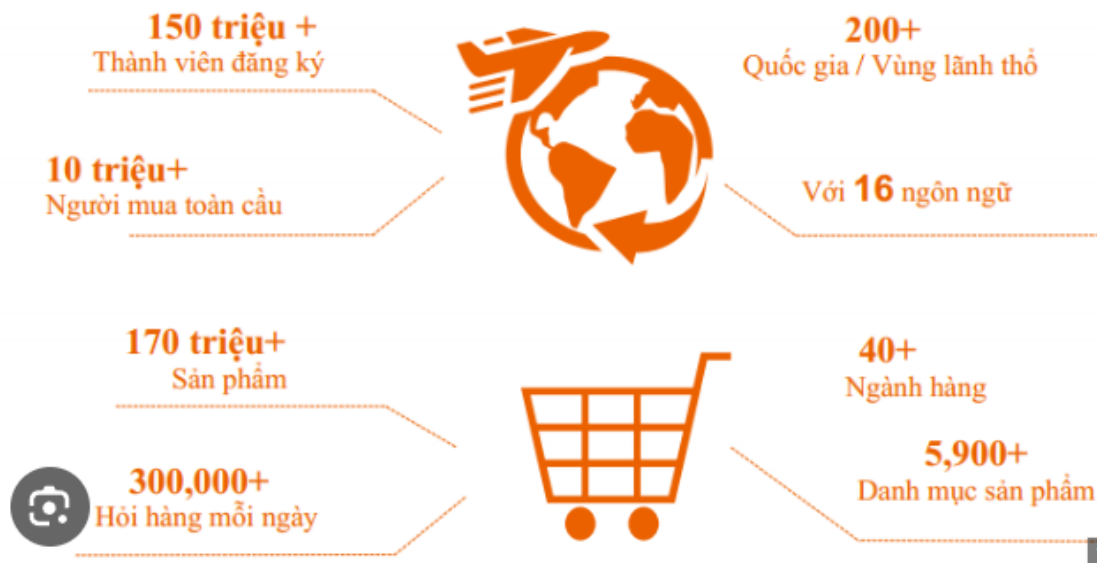 150 triệu +
Thành viên đăng ký
10 triệu+
Người mua toàn cầu
200+
Quốc gia / Vùng lãnh thổ
Với 16 ngôn ngữ
170 triệu+
Sản phẩm
300,000+
Hỏi hàng mỗi ngày
40+
Ngành hàng
5,900+
Danh mục sản phẩm